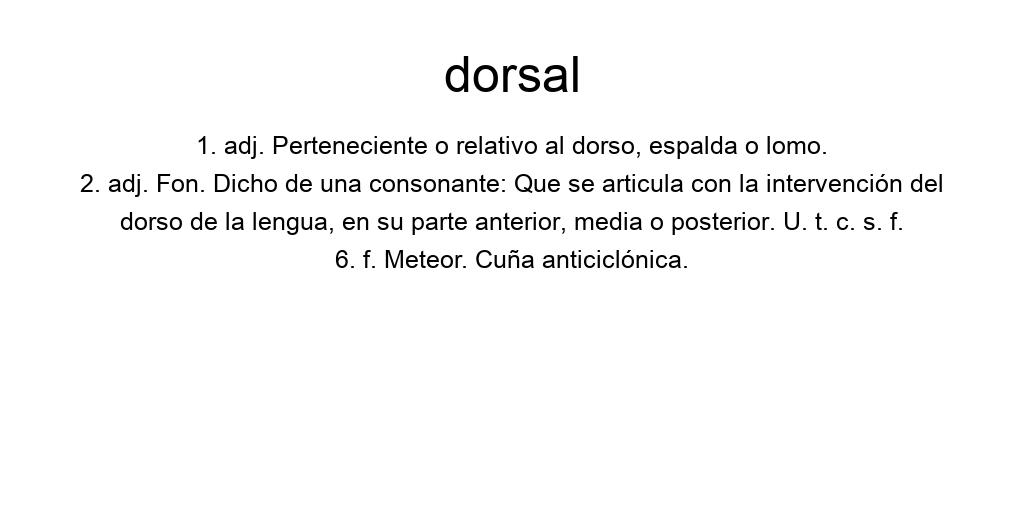 dorsal
1. adj. Perteneciente o relativo al dorso, espalda o lomo.
2. adj. Fon. Dicho de una consonante: Que se articula con la intervención del
dorso de la lengua, en su parte anterior, media o posterior. U. t. c. s. f.
6. f. Meteor. Cuña anticiclónica.